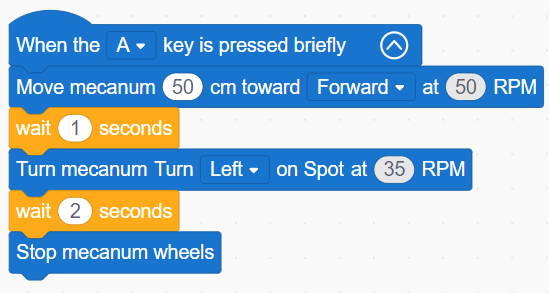 When the A key is pressed briefly
Move mecanum 50 cm toward Forward at 50 RPM
wait 1 seconds
Turn mecanum Turn Left on Spot at 35 RPM
wait 2 seconds
Stop mecanum wheels